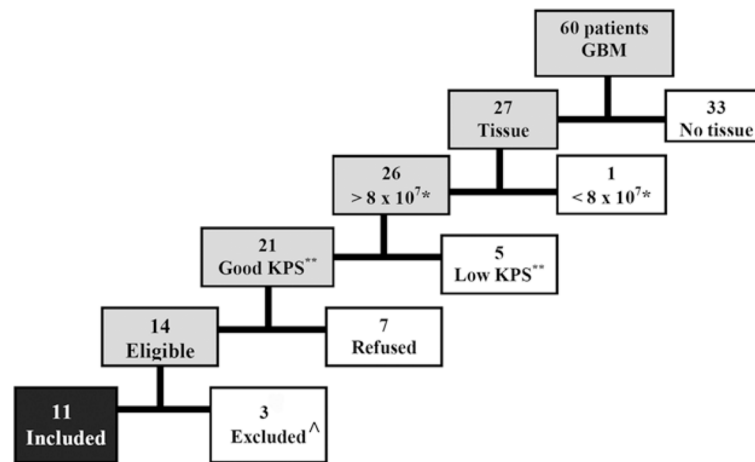 60 patients
GBM
27
Tissue
33
No tissue
26
> 8 x 10⁷*
1
< 8 x 10⁷*
21
Good KPS**
5
Low KPS**
14
Eligible
7
Refused
11
Included
3
Excluded^